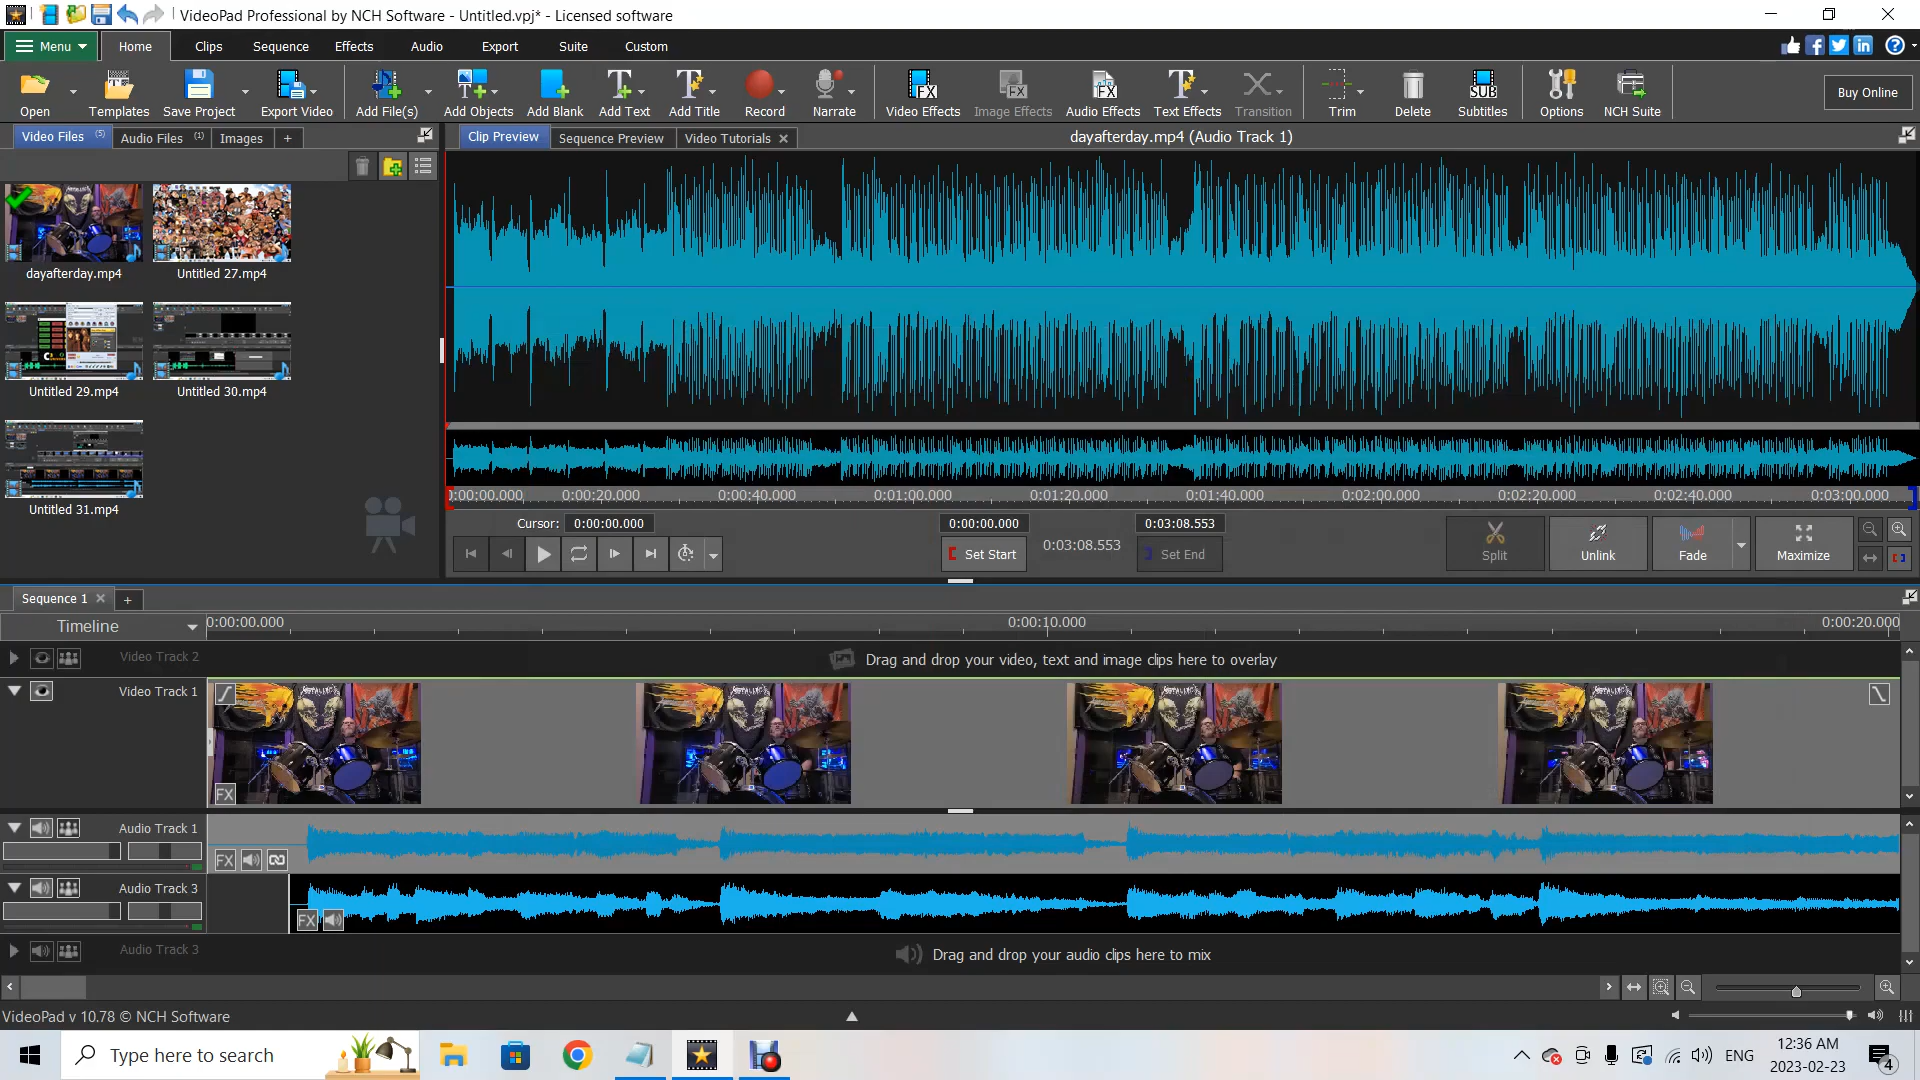 VideoPad Professional by NCH Software - Untitled.vpj* - Licensed software
Menu Home Clips Sequence Effects Audio Export Suite Custom
Open Templates Save Project Export Video Add File(s) Add Objects Add Blank Add Text Add Title Record Narrate Video Effects Image Effects Audio Effects Text Effects Transition Trim Delete Subtitles Options NCH Suite Buy Online
Video Files (5) Audio Files (1) Images +
Clip Preview Sequence Preview Video Tutorials dayafterday.mp4 (Audio Track 1)
dayafterday.mp4 Untitled 27.mp4
Untitled 29.mp4 Untitled 30.mp4
Untitled 31.mp4
0:00:00.000 0:00:20.000 0:00:40.000 0:01:00.000 0:01:20.000 0:01:40.000 0:02:00.000 0:02:20.000 0:02:40.000 0:03:00.000
Cursor: 0:00:00.000 0:00:00.000 0:03:08.553
Set Start 0:03:08.553 Set End
Split Unlink Fade Maximize
Sequence 1 +
Timeline 0:00:00.000 0:00:10.000 0:00:20.000
Video Track 2 Drag and drop your video, text and image clips here to overlay
Video Track 1
FX
Audio Track 1
FX
Audio Track 3
FX
Audio Track 3 Drag and drop your audio clips here to mix
VideoPad v 10.78 © NCH Software
Type here to search
ENG
12:36 AM
2023-02-23
4